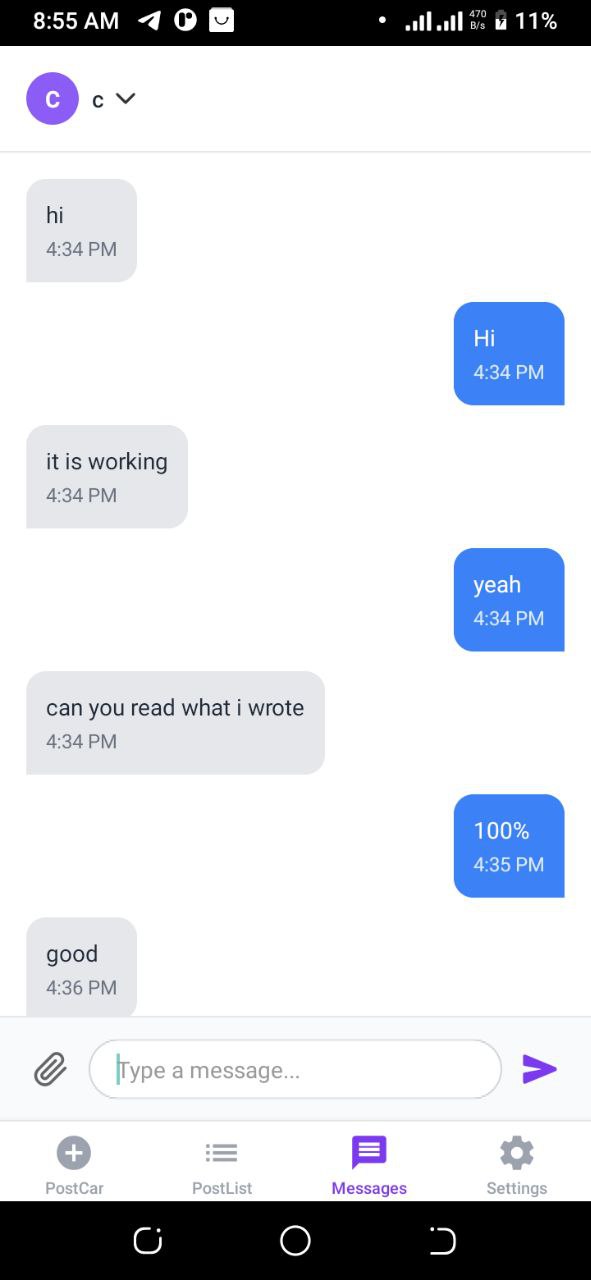 8:55 AM
470
B/s
11%
C
c
hi
4:34 PM
Hi
4:34 PM
it is working
4:34 PM
yeah
4:34 PM
can you read what i wrote
4:34 PM
100%
4:35 PM
good
4:36 PM
Type a message...
PostCar
PostList
Messages
Settings